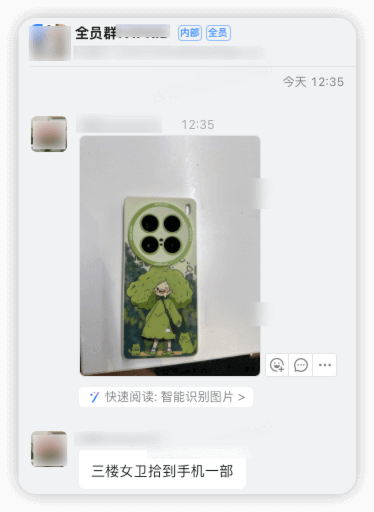 全员群
内部
全员
今天 12:35
12:35
快速阅读: 智能识别图片 >
三楼女卫拾到手机一部